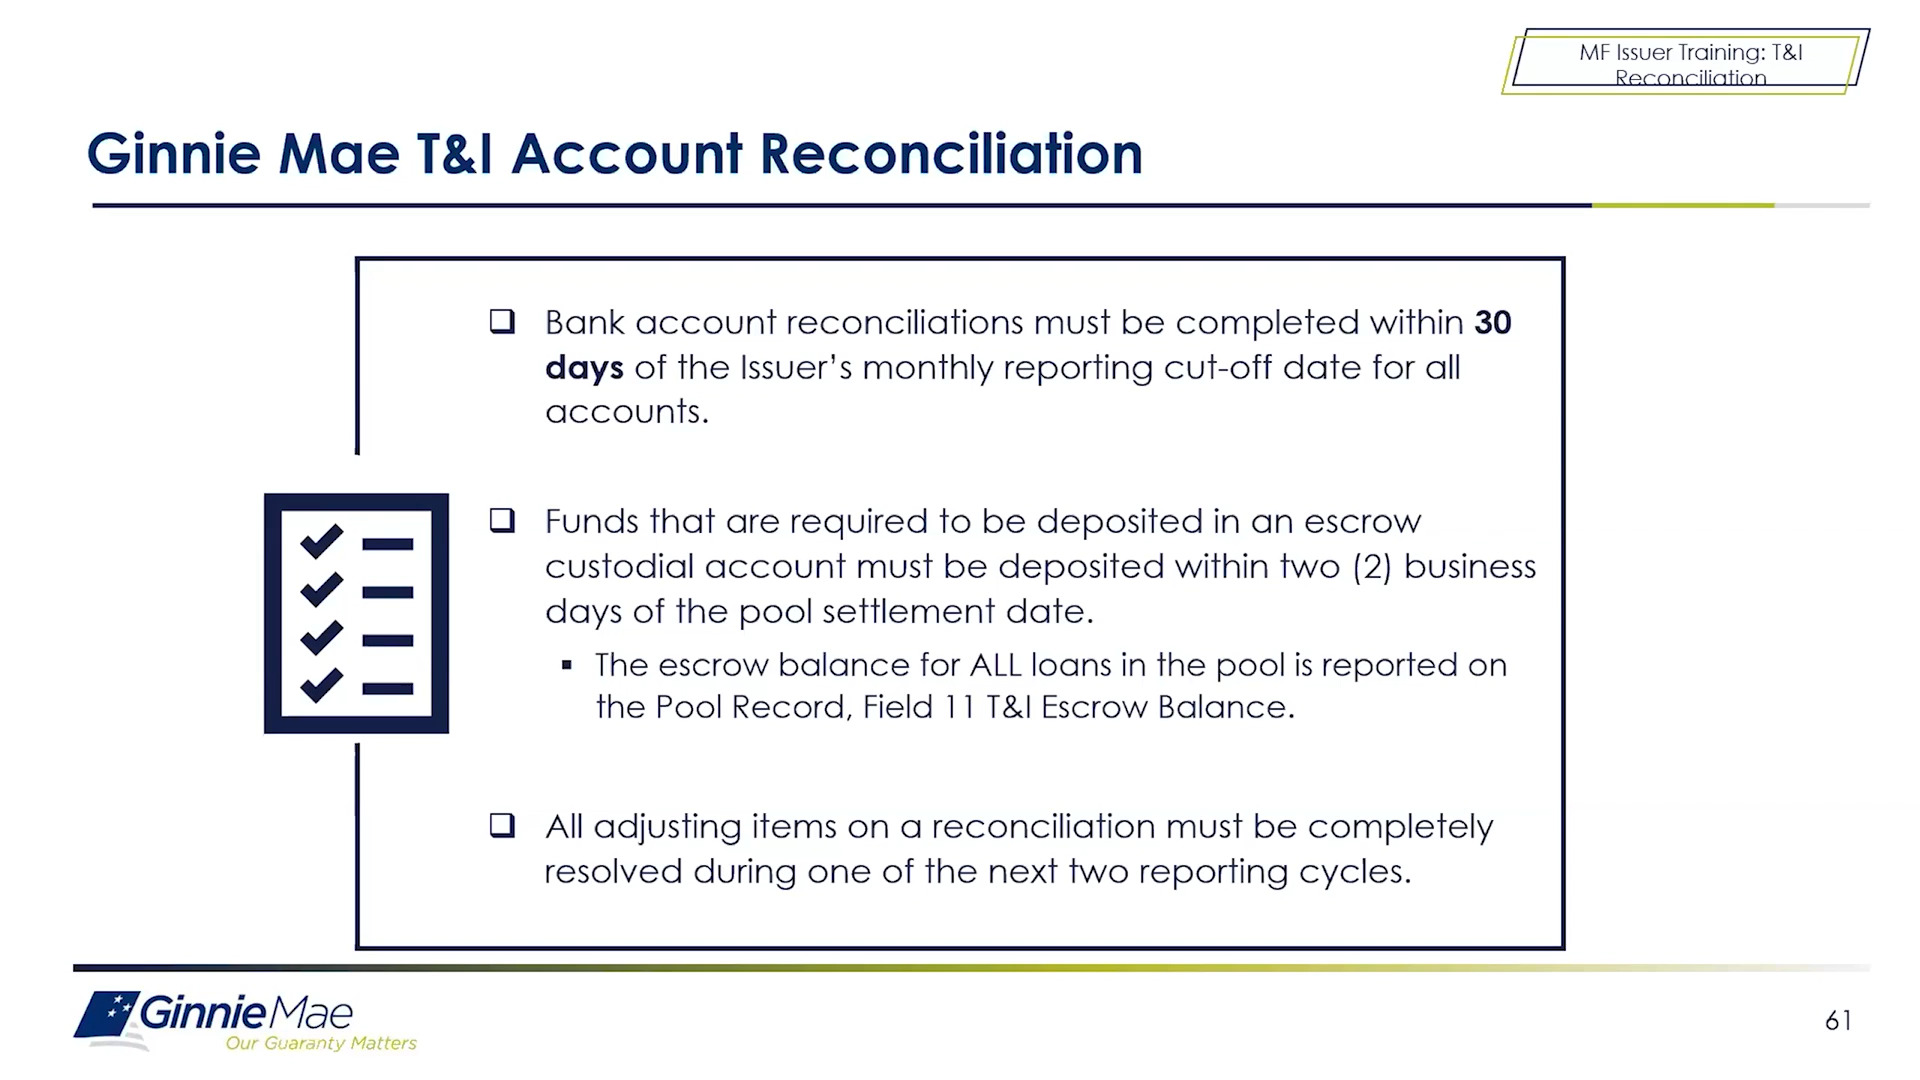 MF Issuer Training: T&I
Reconciliation
Ginnie Mae T&I Account Reconciliation
❑ Bank account reconciliations must be completed within 30
days of the Issuer’s monthly reporting cut-off date for all
accounts.
❑ Funds that are required to be deposited in an escrow
custodial account must be deposited within two (2) business
days of the pool settlement date.
▪ The escrow balance for ALL loans in the pool is reported on
the Pool Record, Field 11 T&I Escrow Balance.
❑ All adjusting items on a reconciliation must be completely
resolved during one of the next two reporting cycles.
GinnieMae
Our Guaranty Matters
61